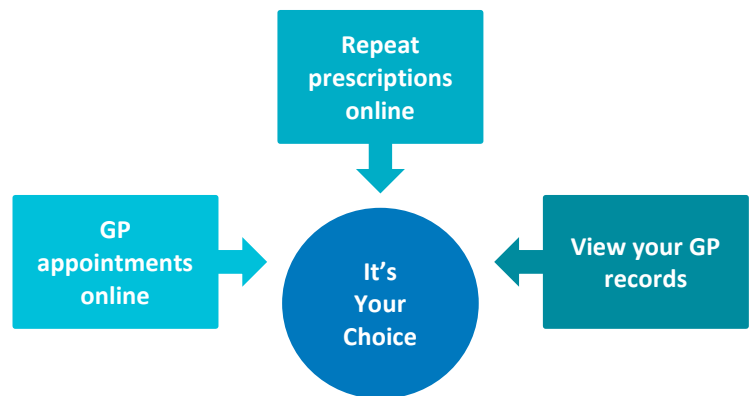 Repeat
prescriptions
online
GP
appointments
online
It’s
Your
Choice
View your GP
records